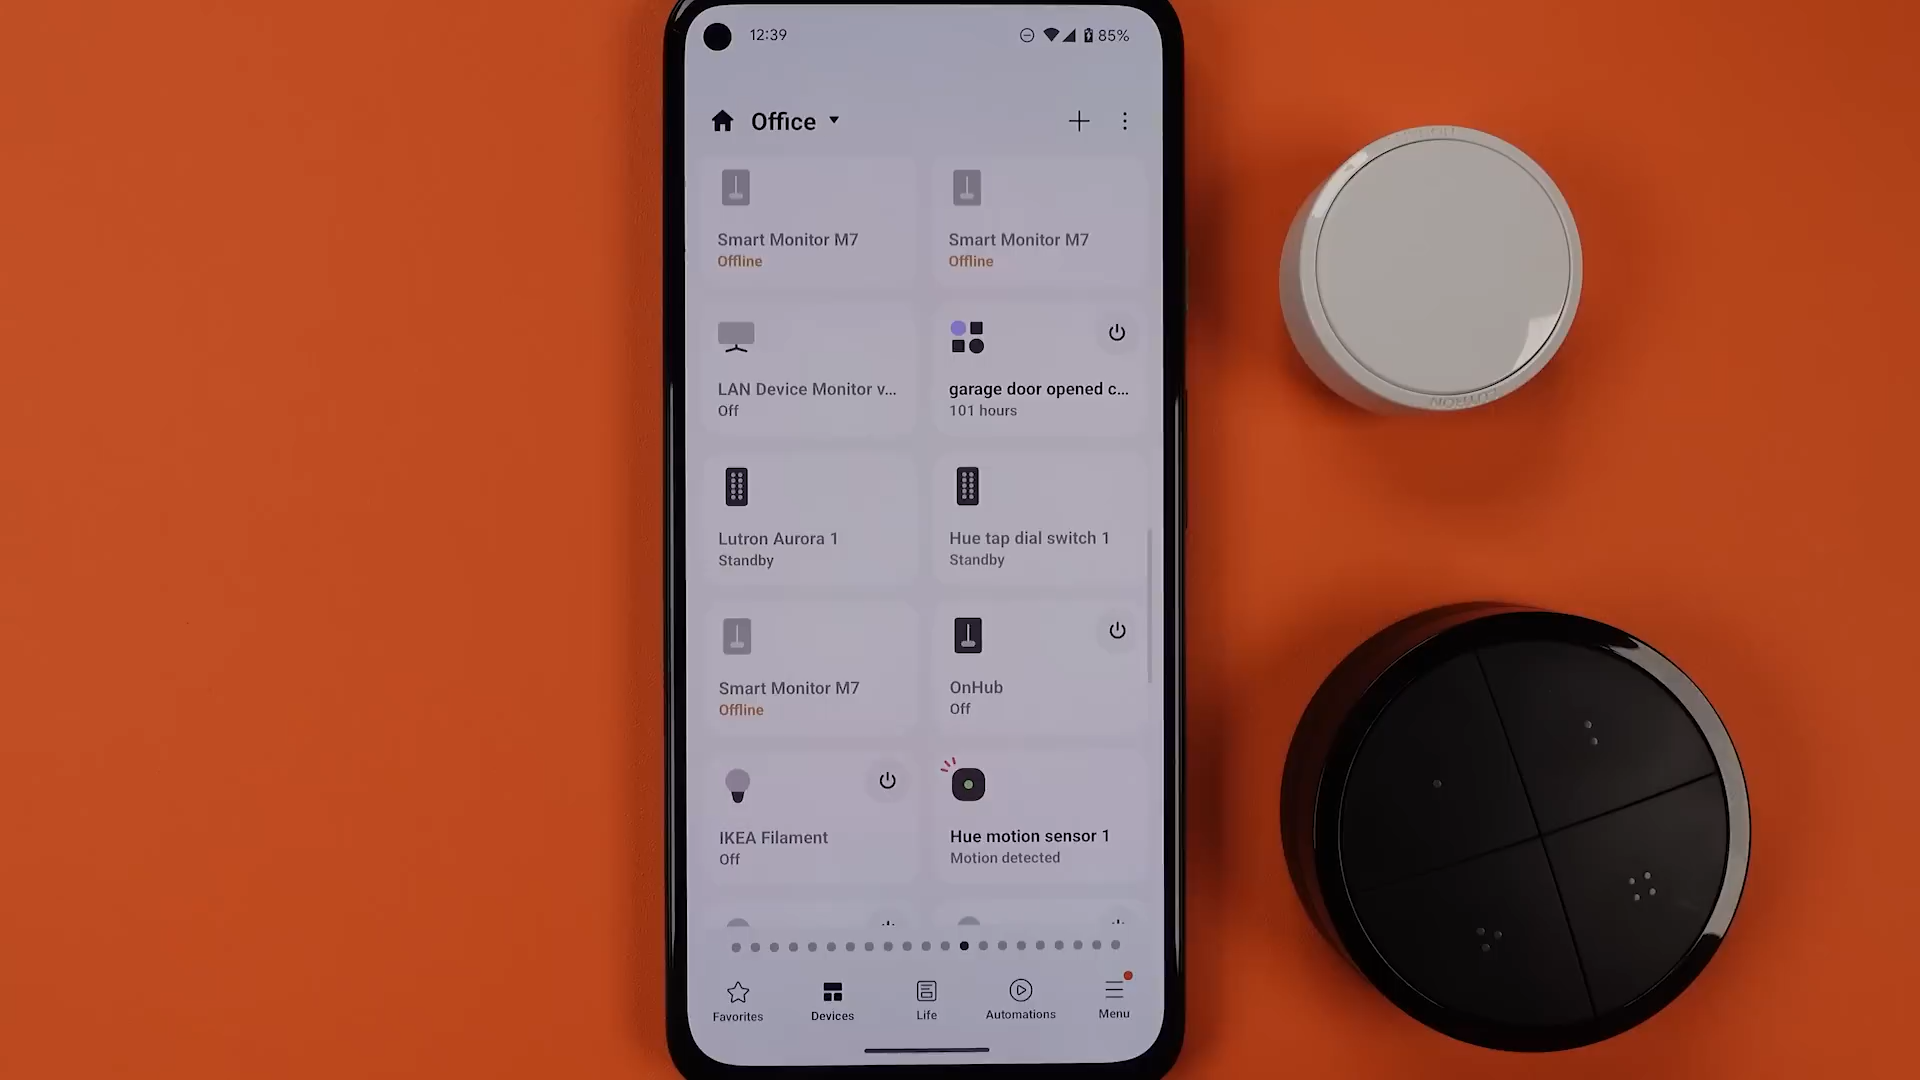 12:39
85%
Office
Smart Monitor M7
Offline
Smart Monitor M7
Offline
LAN Device Monitor v...
Off
garage door opened c...
101 hours
Lutron Aurora 1
Standby
Hue tap dial switch 1
Standby
Smart Monitor M7
Offline
OnHub
Off
IKEA Filament
Off
Hue motion sensor 1
Motion detected
Favorites
Devices
Life
Automations
Menu
LUTRON